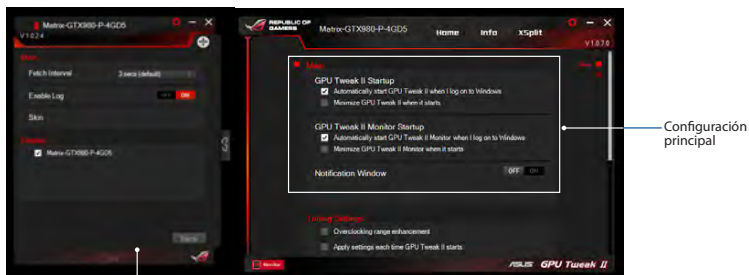 Matrix-GTX980-P-4GD5
V1.0.2.4
Fetch Interval
3 secs (default)
Enable Log
OFF ON
Skin
Matrix-GTX980-P-4GD5
REPUBLIC OF
GAMERS
Matrix-GTX980-P-4GD5
Home Info XSplit
V1.0.7.0
GPU Tweak II Startup
Automatically start GPU Tweak II when I log on to Windows
Minimize GPU Tweak II when it starts
GPU Tweak II Monitor Startup
Automatically start GPU Tweak II Monitor when I log on to Windows
Minimize GPU Tweak II Monitor when it starts
Notification Window
OFF ON
Overclocking range enhancement
Apply settings each time GPU Tweak II starts
Monitor
ASUS GPU Tweak II
Configuración
principal